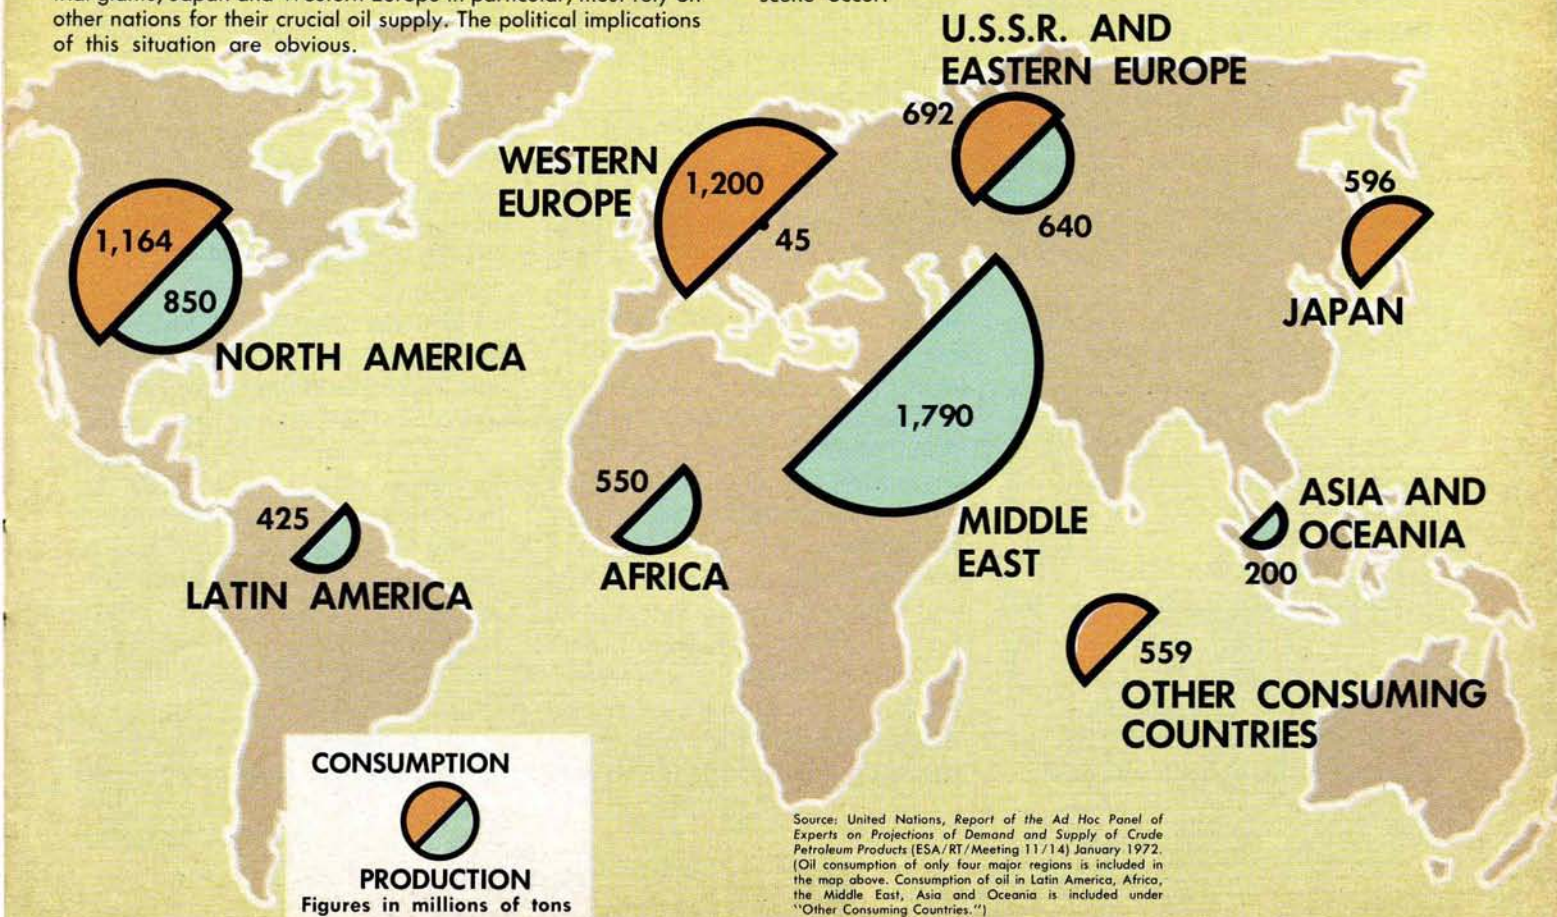 other nations for their crucial oil supply. The political implications
of this situation are obvious.
U.S.S.R. AND
EASTERN EUROPE
692
640
WESTERN
EUROPE
1,200
45
596
JAPAN
1,164
850
NORTH AMERICA
1,790
MIDDLE
EAST
550
AFRICA
425
LATIN AMERICA
ASIA AND
OCEANIA
200
559
OTHER CONSUMING
COUNTRIES
CONSUMPTION
PRODUCTION
Figures in millions of tons
Source: United Nations, Report of the Ad Hoc Panel of
Experts on Projections of Demand and Supply of Crude
Petroleum Products (ESA/RT/Meeting 11/14) January 1972.
(Oil consumption of only four major regions is included in
the map above. Consumption of oil in Latin America, Africa,
the Middle East, Asia and Oceania is included under
"Other Consuming Countries.")